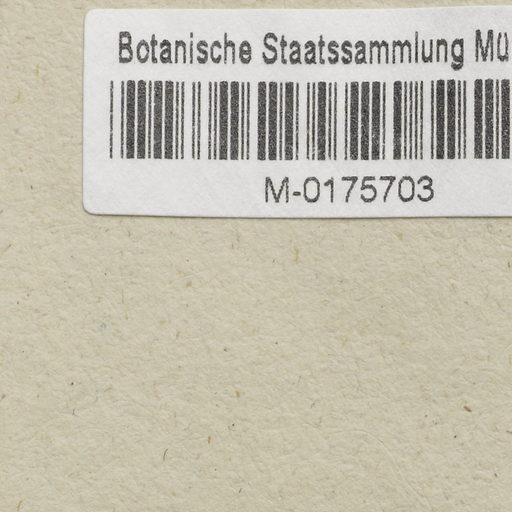 Botanische Staatssammlung Mü
M-0175703